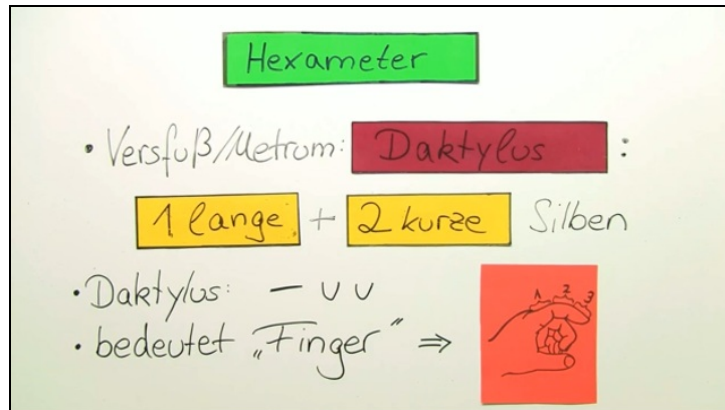 Hexameter
• Versfuß/Metrum: Daktylus :
1 lange + 2 kurze Silben
• Daktylus: — ∪ ∪
• bedeutet „Finger” ⇒
1 2 3